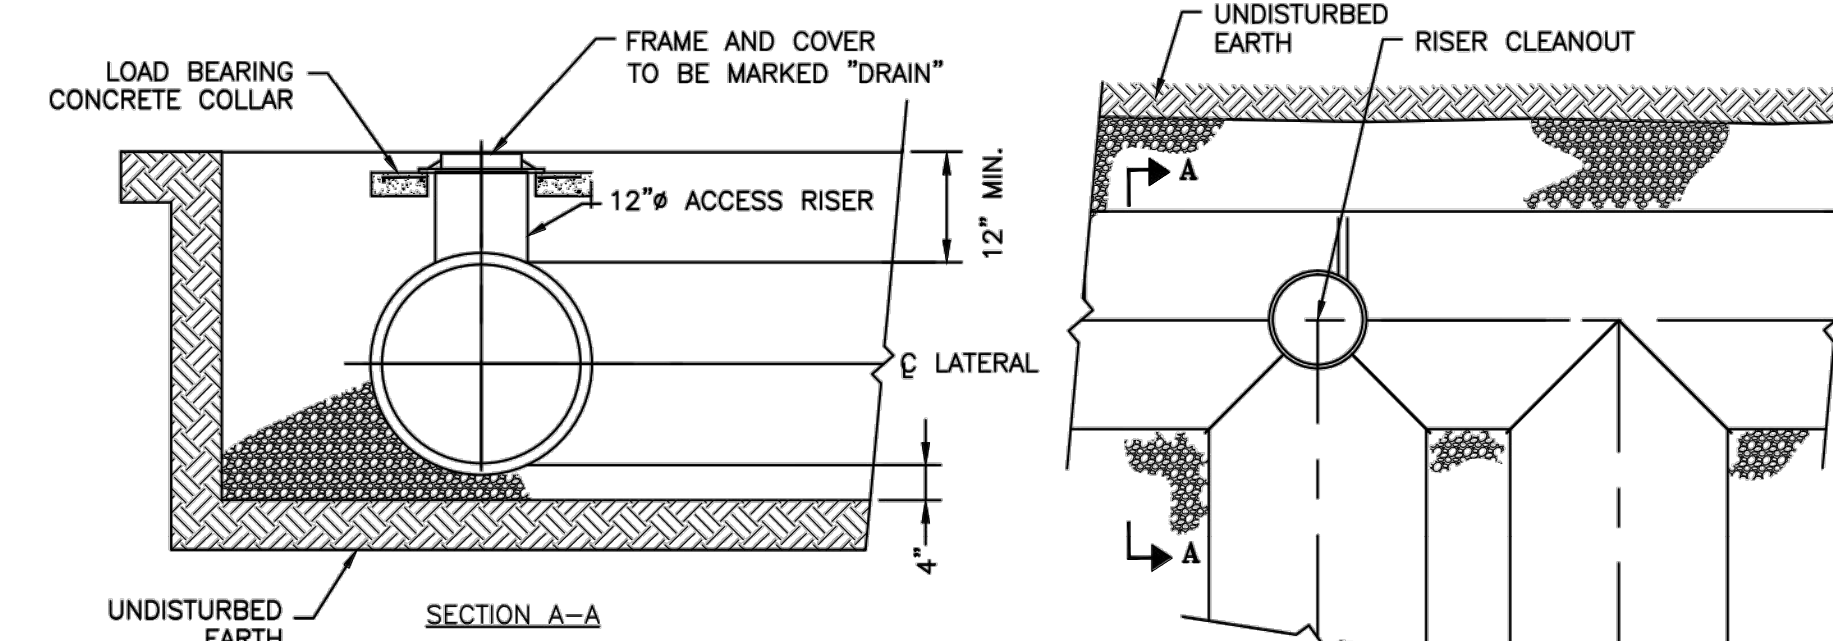 LOAD BEARING
CONCRETE COLLAR
FRAME AND COVER
TO BE MARKED "DRAIN"
12"ø ACCESS RISER
12" MIN.
℄ LATERAL
4"
UNDISTURBED
EARTH
SECTION A-A
UNDISTURBED
EARTH
RISER CLEANOUT
A
A